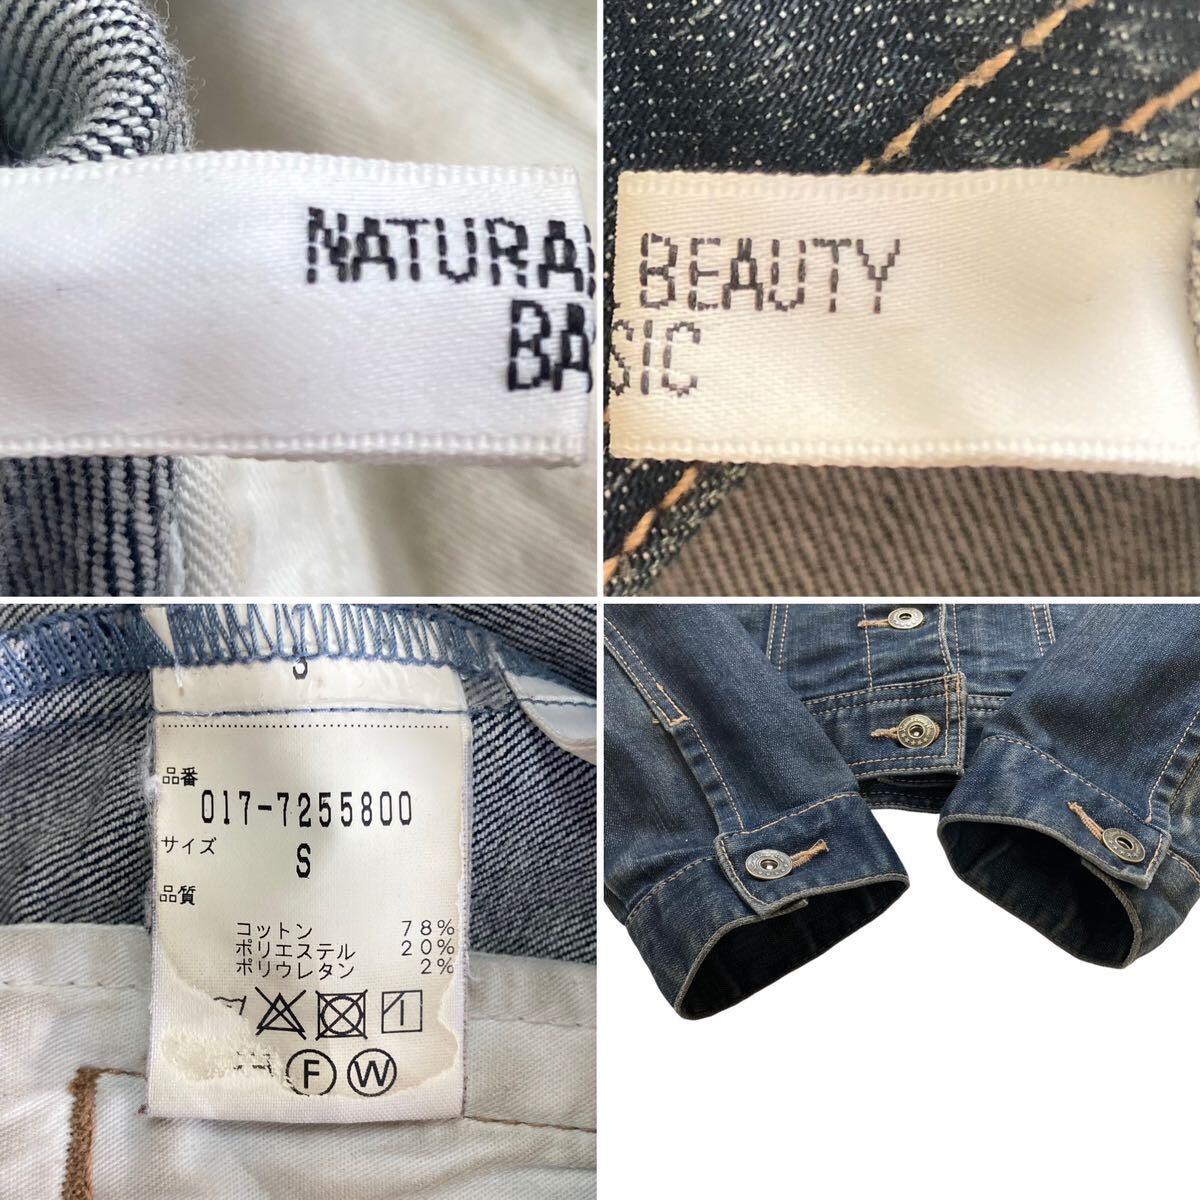 NATURAL
BA
BEAUTY
SIC
3
品番
017-7255800
サイズ
S
品質
コットン 78%
ポリエステル 20%
ポリウレタン 2%
F W